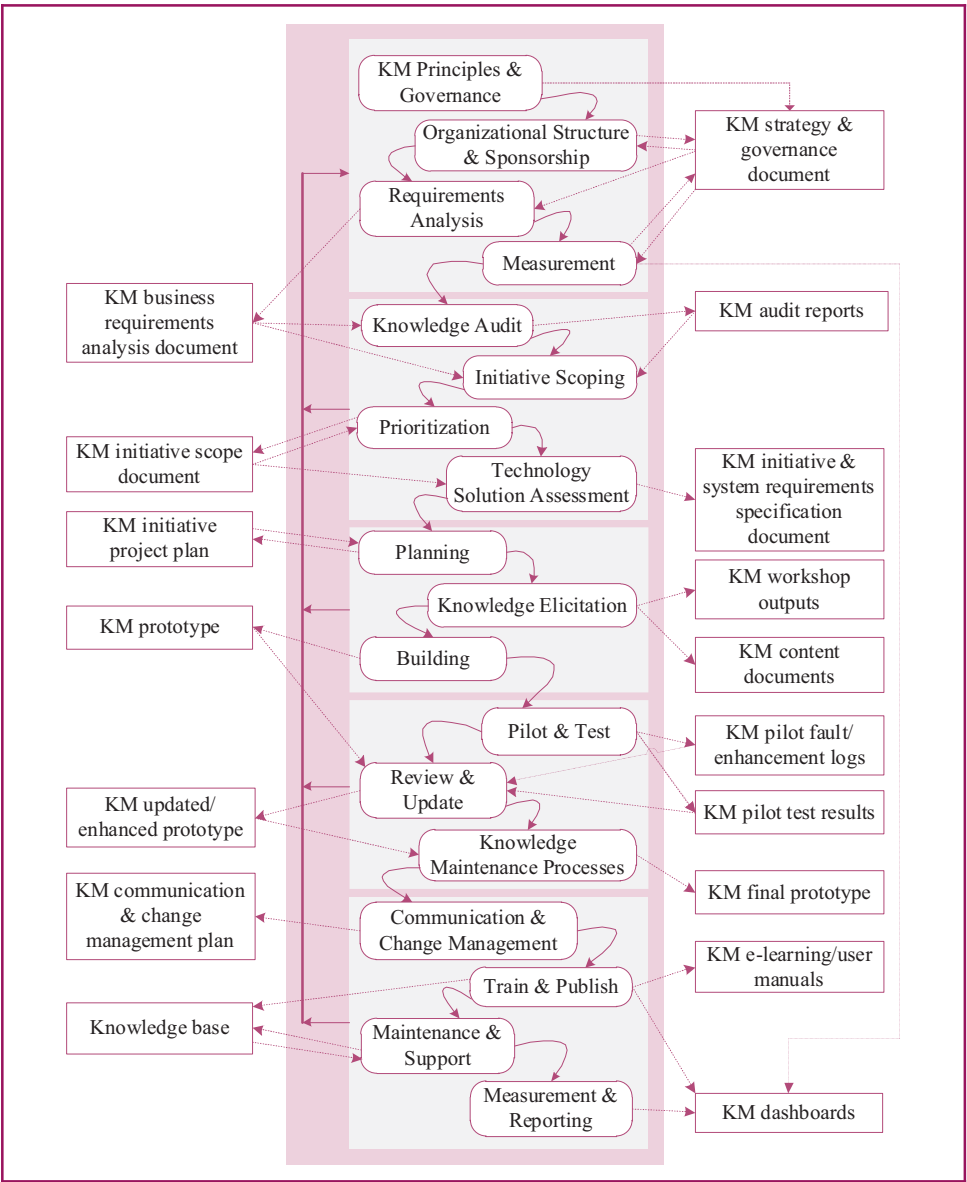 KM Principles &
Governance
Organizational Structure
& Sponsorship
KM strategy &
governance
document
Requirements
Analysis
Measurement
KM business
requirements
analysis document
Knowledge Audit
KM audit reports
Initiative Scoping
Prioritization
KM initiative scope
document
Technology
Solution Assessment
KM initiative &
system requirements
specification
document
KM initiative
project plan
Planning
Knowledge Elicitation
KM workshop
outputs
KM prototype
Building
KM content
documents
Pilot & Test
KM pilot fault/
enhancement logs
Review &
Update
KM updated/
enhanced prototype
KM pilot test results
Knowledge
Maintenance Processes
KM final prototype
KM communication
& change
management plan
Communication &
Change Management
Train & Publish
KM e-learning/user
manuals
Knowledge base
Maintenance &
Support
Measurement &
Reporting
KM dashboards